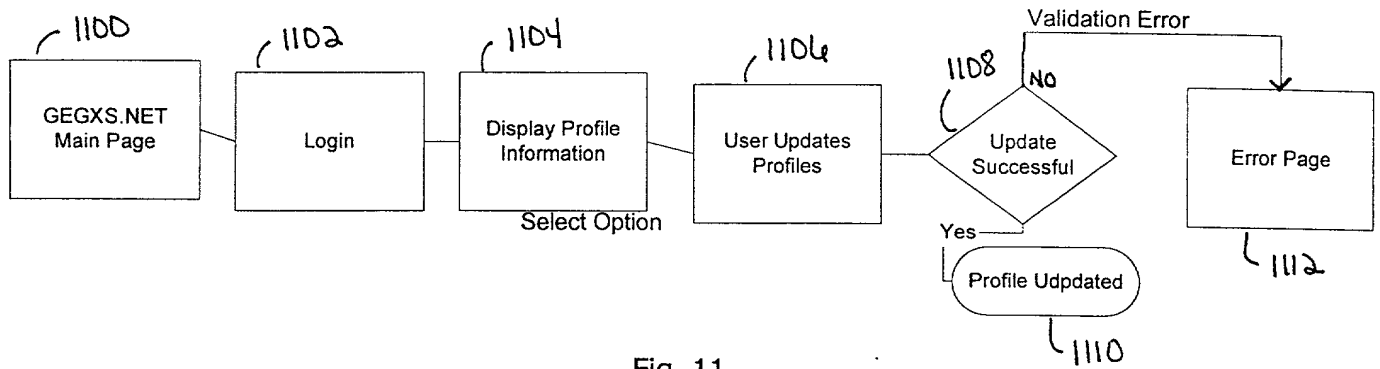 1100
1102
1104
1106
1108
Validation Error
NO
GEGXS.NET
Main Page
Login
Display Profile
Information
User Updates
Profiles
Update
Successful
Error Page
Select Option
Yes
Profile Udpdated
1112
1110
Fig. 11